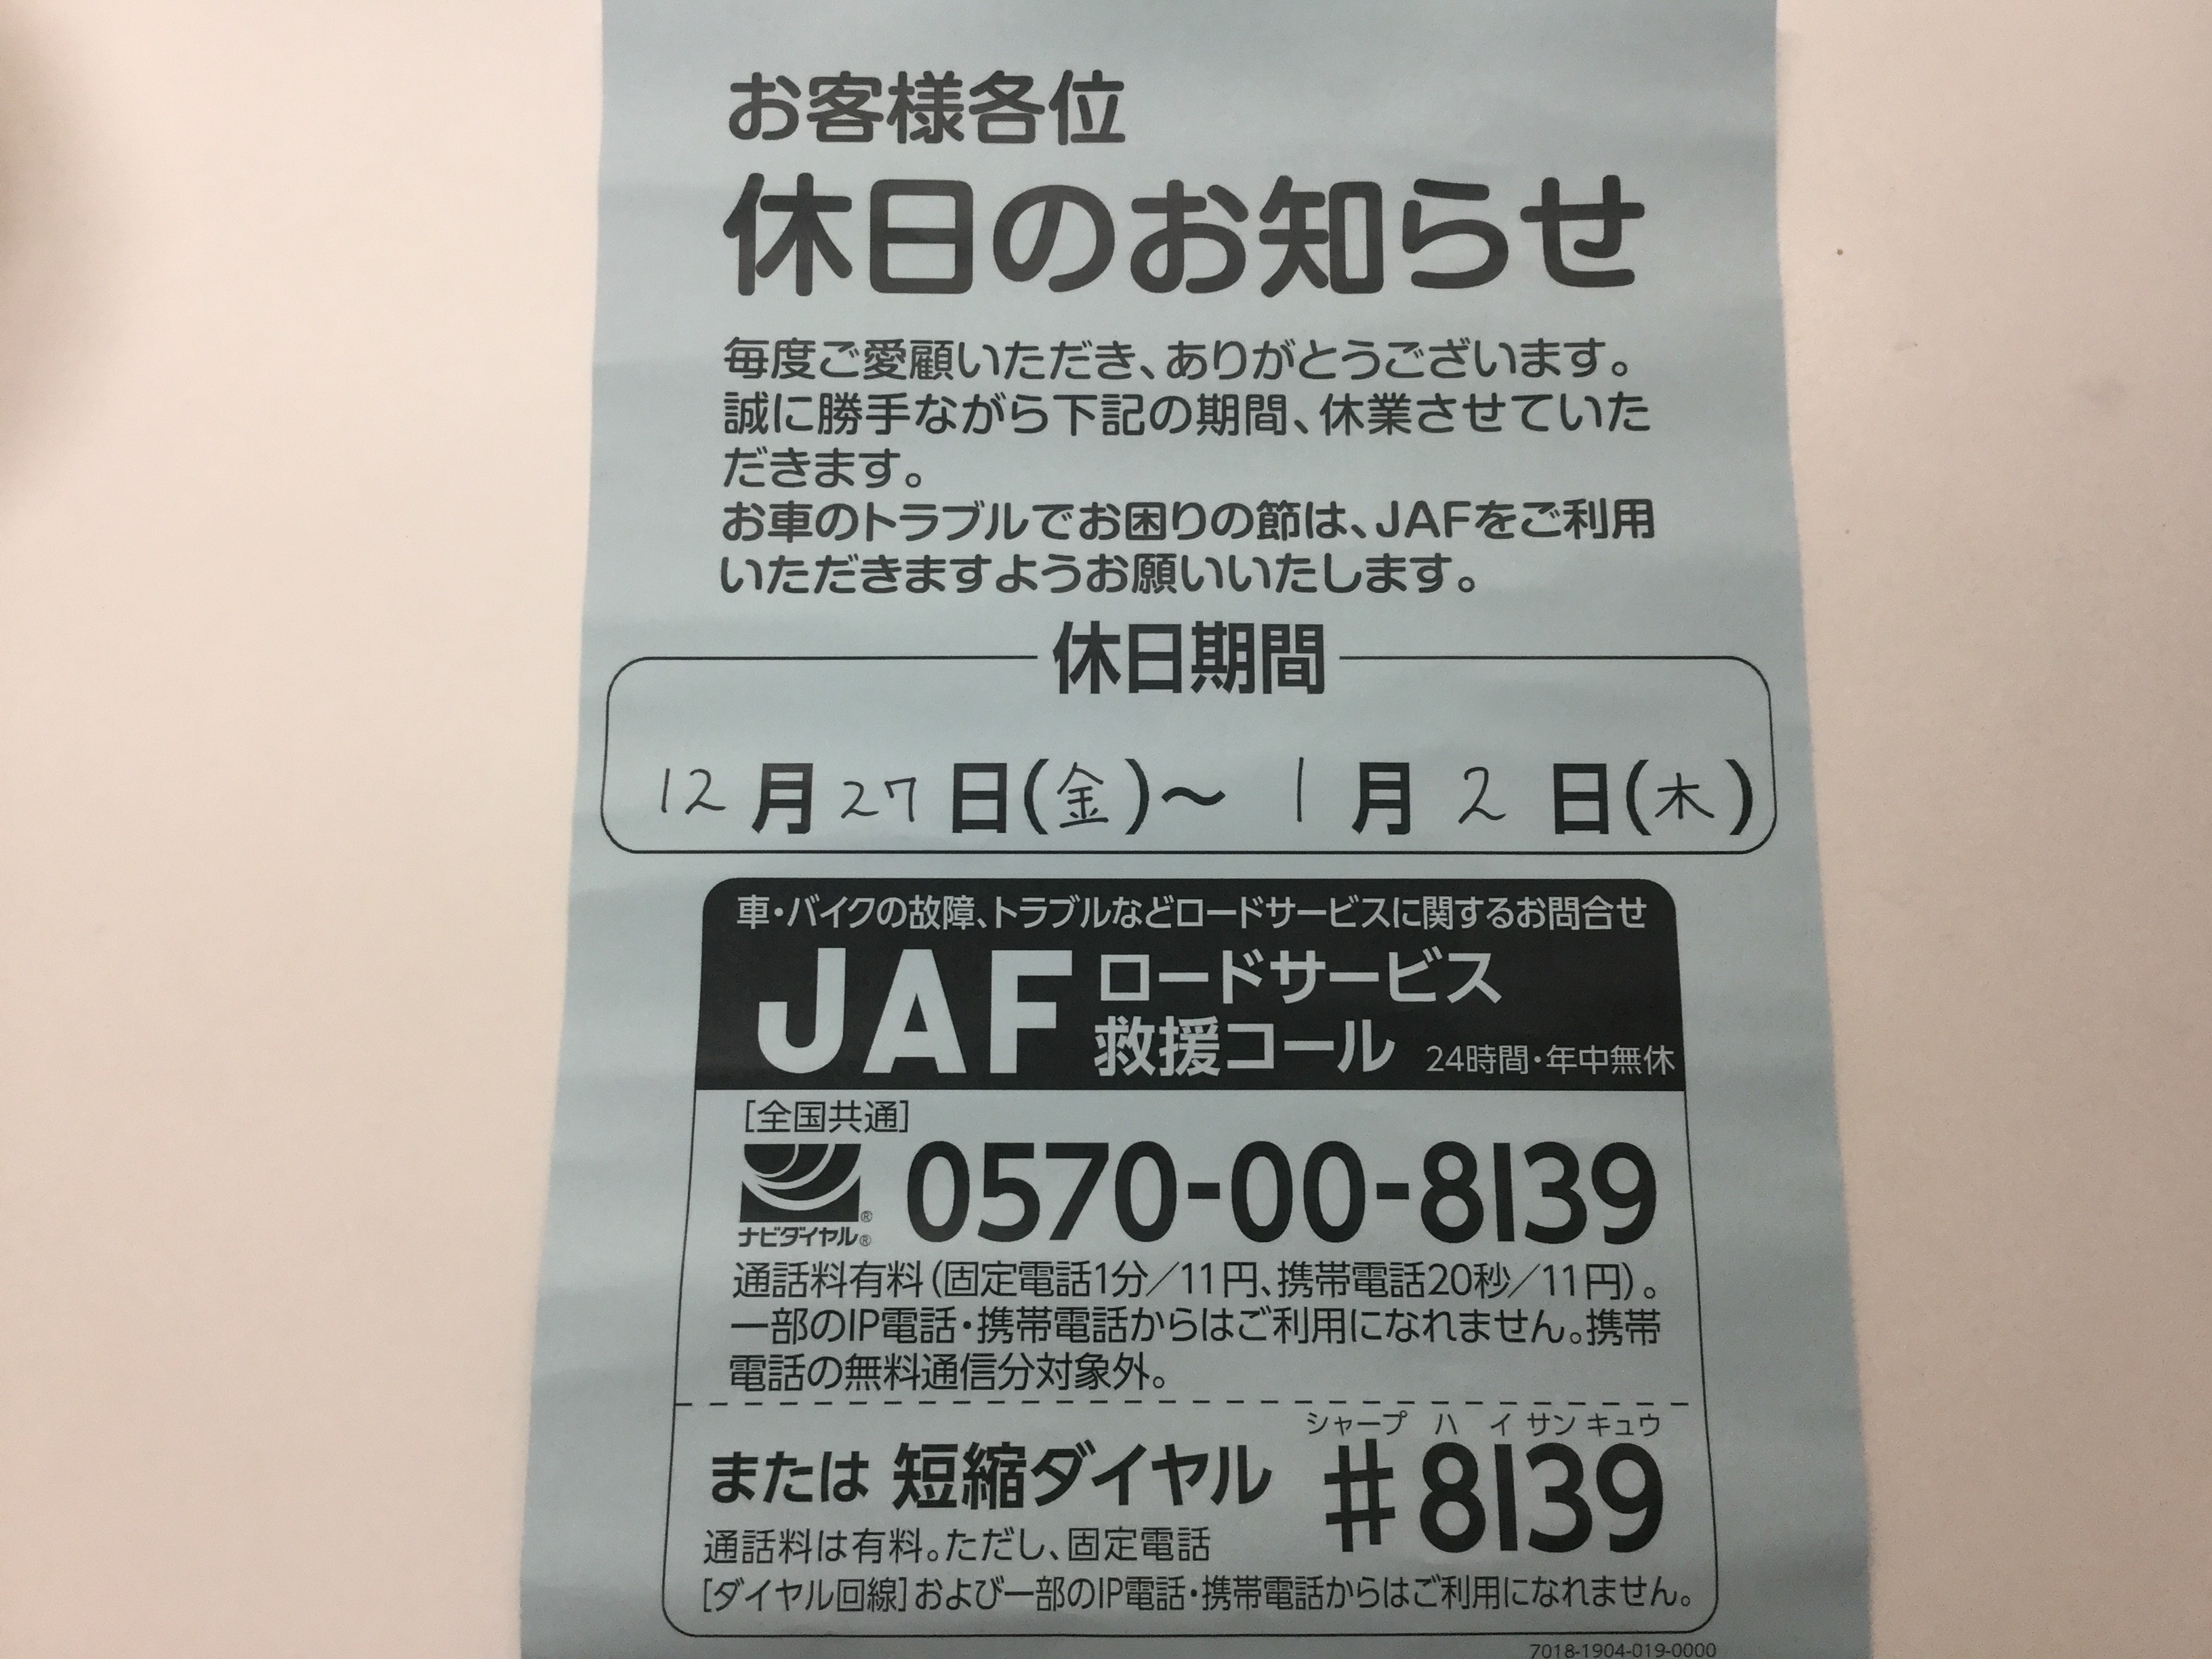 お客様各位
休日のお知らせ
毎度ご愛顧いただき、ありがとうございます。
誠に勝手ながら下記の期間、休業させていた
だきます。
お車のトラブルでお困りの節は、JAFをご利用
いただきますようお願いいたします。
休日期間
12月27日(金)〜1月2日(木)
車・バイクの故障、トラブルなどロードサービスに関するお問合せ
JAF ロードサービス
救援コール 24時間・年中無休
[全国共通]
ナビダイヤル® 0570-00-8139
通話料有料(固定電話1分/11円、携帯電話20秒/11円)。
一部のIP電話・携帯電話からはご利用になれません。携帯
電話の無料通信分対象外。
シャープ ハ イ サン キュウ
または 短縮ダイヤル #8139
通話料は有料。ただし、固定電話
[ダイヤル回線]および一部のIP電話・携帯電話からはご利用になれません。
7018-1904-019-0000